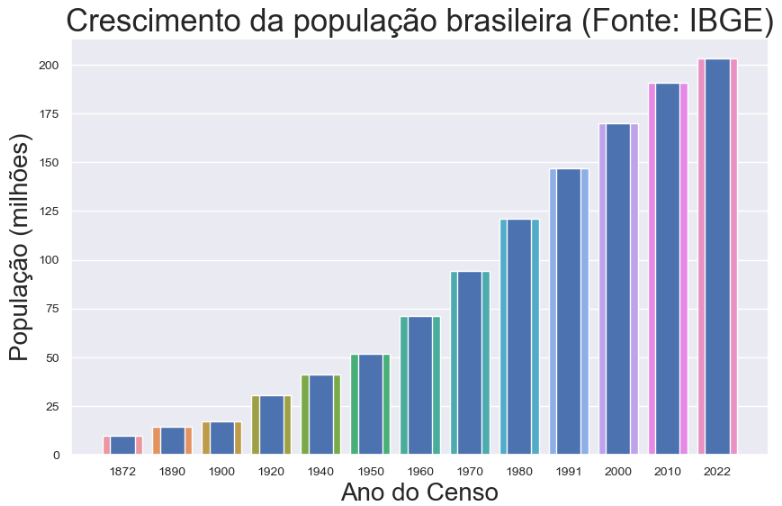 Crescimento da população brasileira (Fonte: IBGE)
População (milhões)
200
175
150
125
100
75
50
25
0
1872 1890 1900 1920 1940 1950 1960 1970 1980 1991 2000 2010 2022
Ano do Censo